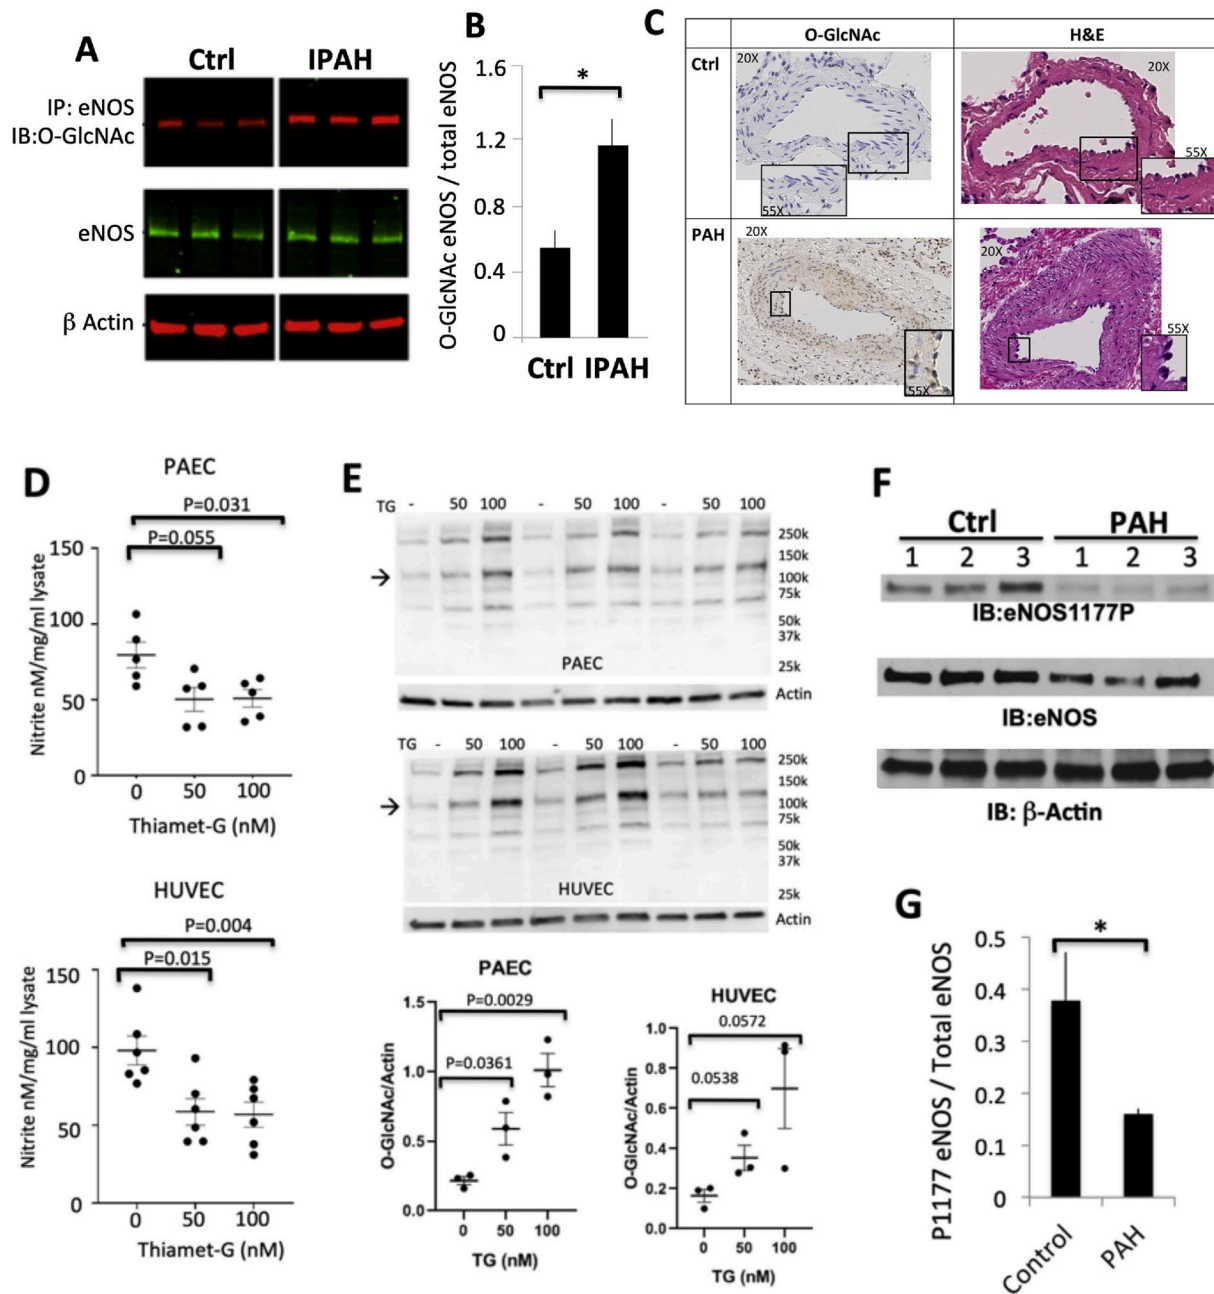 A
Ctrl IPAH
IP: eNOS
IB:O-GlcNAc
eNOS
β Actin
B
O-GlcNAc eNOS / total eNOS
1.6
1.2
0.8
0.4
0
*
Ctrl IPAH
C
O-GlcNAc H&E
Ctrl
20X
55X
20X
55X
PAH
20X
55X
20X
55X
D
PAEC
P=0.031
P=0.055
Nitrite nM/mg/ml lysate
150
100
50
0
0 50 100
Thiamet-G (nM)
HUVEC
P=0.004
P=0.015
Nitrite nM/mg/ml lysate
150
100
50
0
0 50 100
Thiamet-G (nM)
E
TG - 50 100 - 50 100 - 50 100
250k
150k
100k
75k
50k
37k
25k
PAEC
Actin
TG - 50 100 - 50 100 - 50 100
250k
150k
100k
75k
50k
37k
25k
HUVEC
Actin
PAEC
P=0.0029
P=0.0361
O-GlcNAc/Actin
1.5
1.0
0.5
0.0
0 50 100
TG (nM)
HUVEC
0.0572
0.0538
O-GlcNAc/Actin
1.0
0.8
0.6
0.4
0.2
0.0
0 50 100
TG (nM)
F
Ctrl PAH
1 2 3 1 2 3
IB:eNOS1177P
IB:eNOS
IB: β-Actin
G
P1177 eNOS / Total eNOS
0.5
0.4
0.3
0.2
0.1
0
*
Control PAH